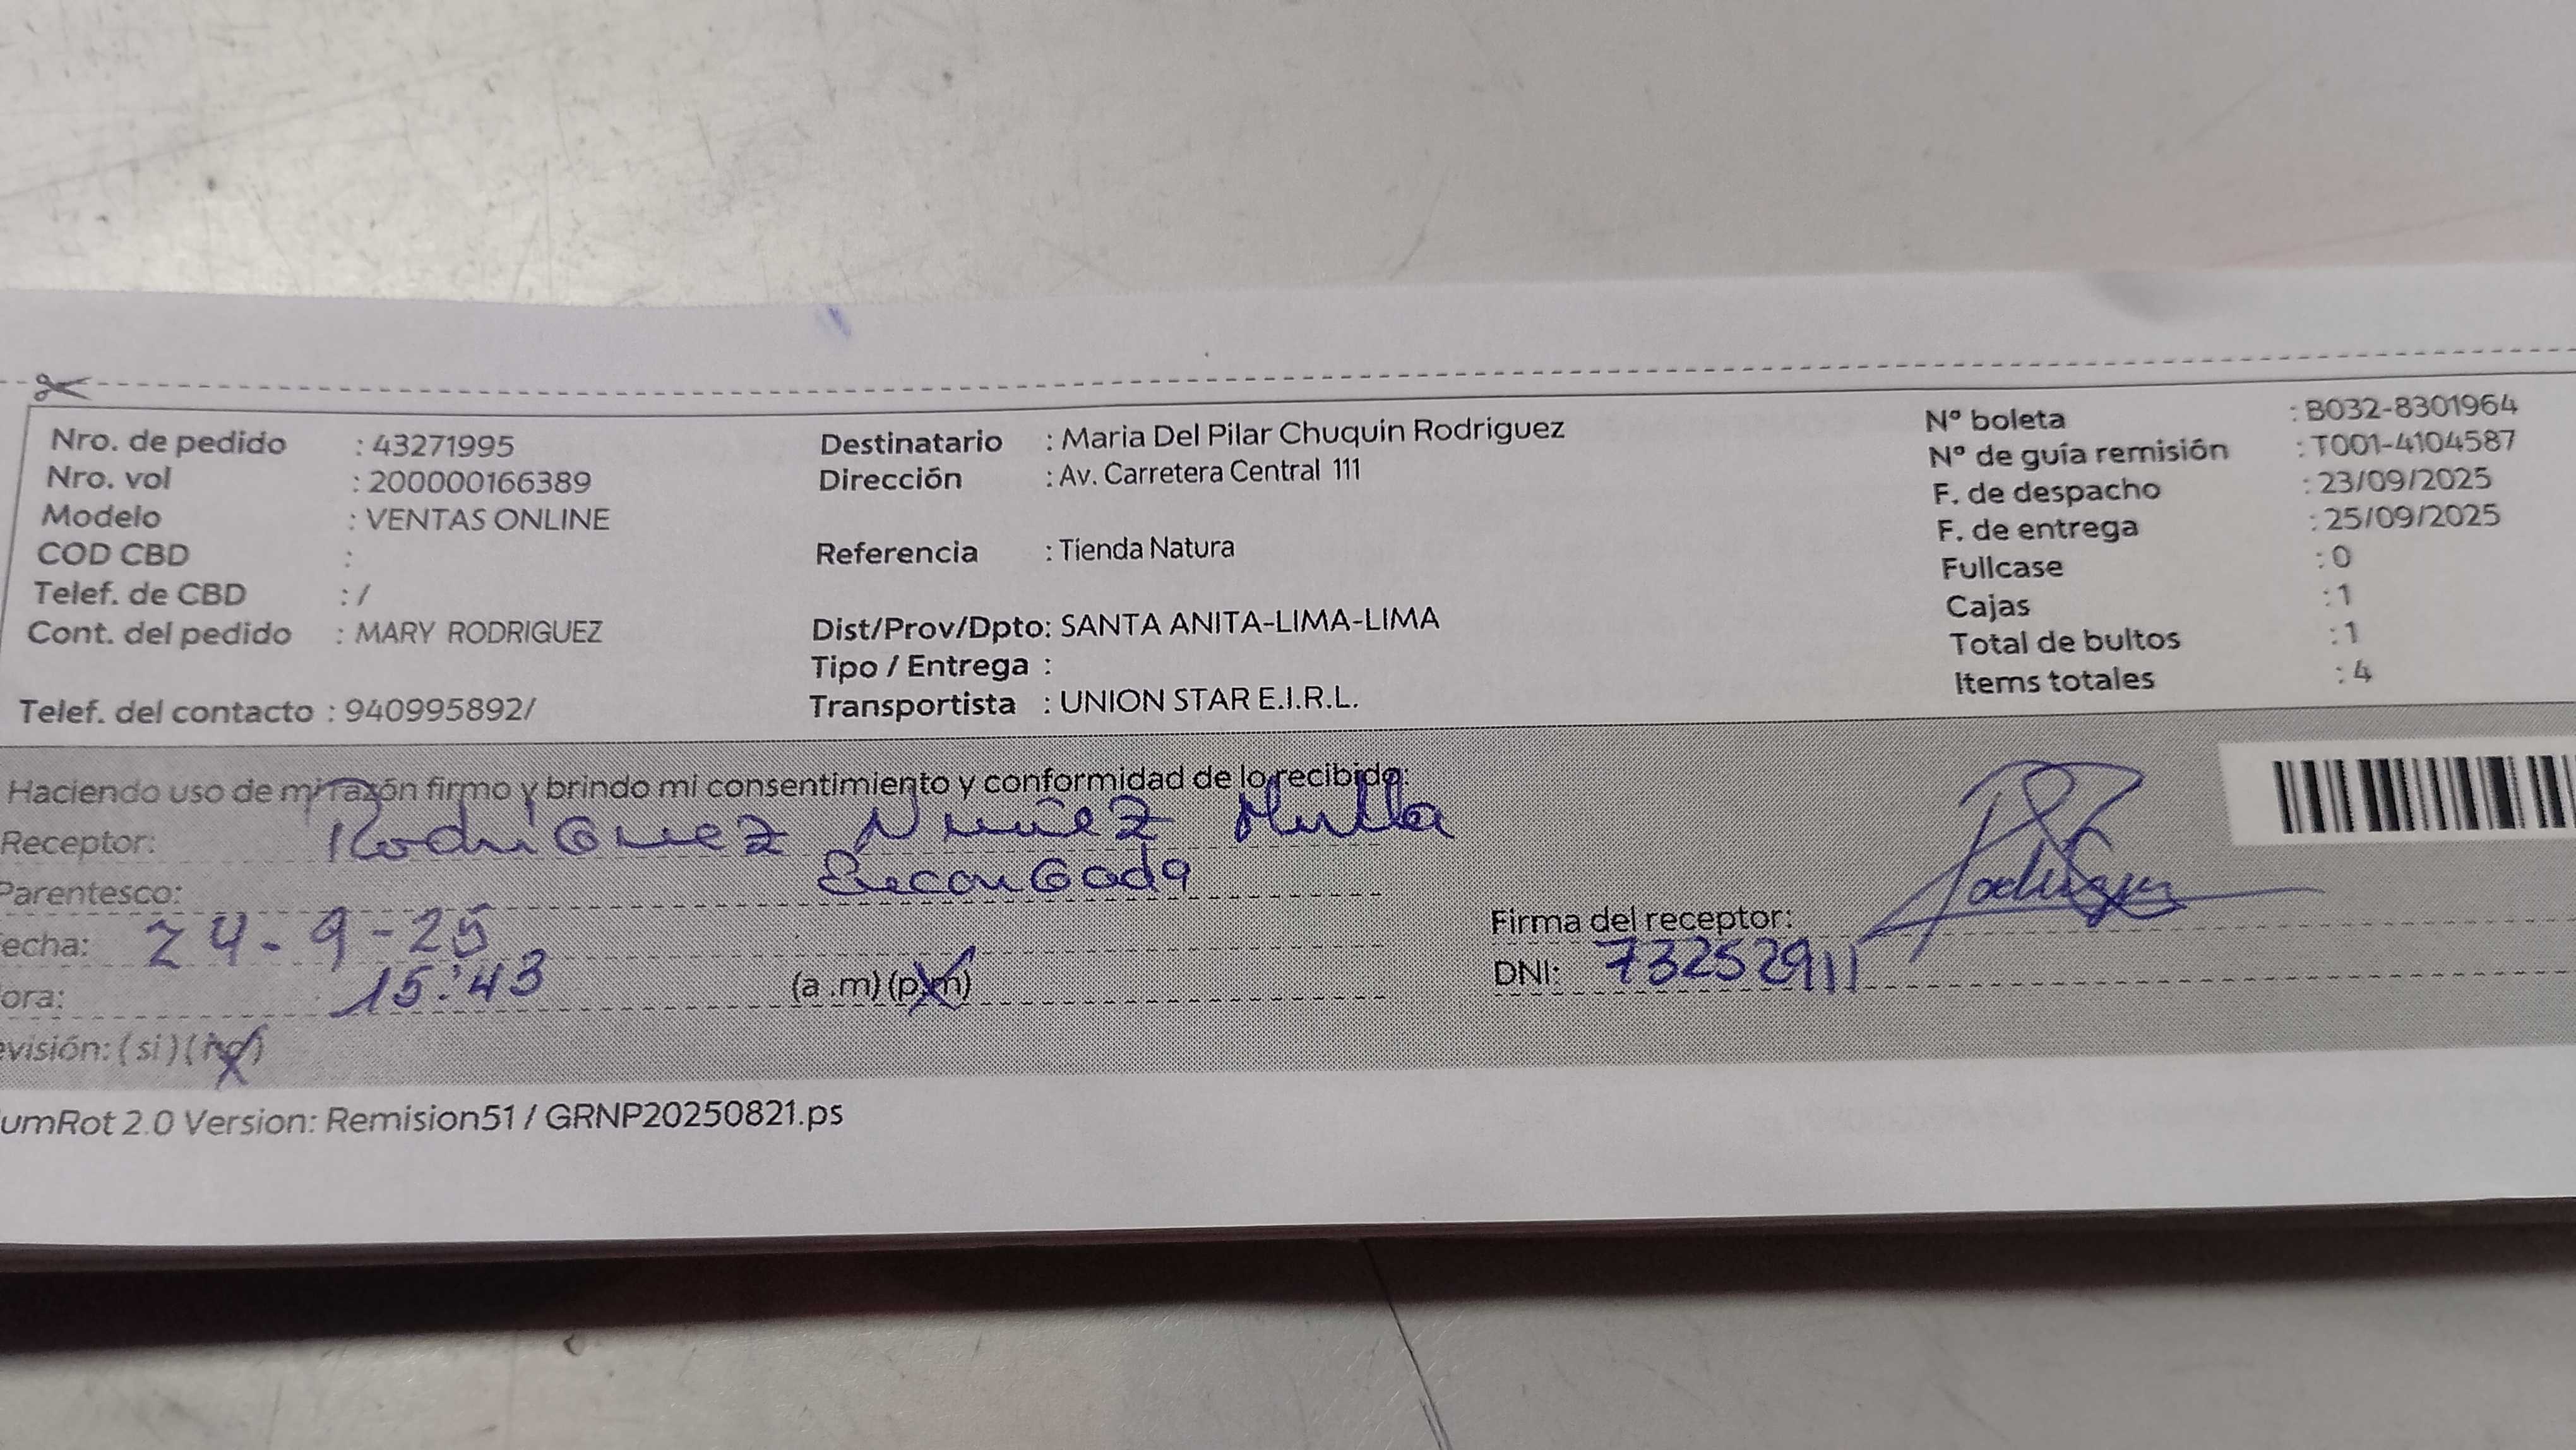 Nro. de pedido : 43271995
Nro. vol : 200000166389
Modelo : VENTAS ONLINE
COD CBD :
Telef. de CBD : /
Cont. del pedido : MARY RODRIGUEZ
Telef. del contacto : 940995892/
Destinatario : Maria Del Pilar Chuquin Rodriguez
Dirección : Av. Carretera Central 111
Referencia : Tienda Natura
Dist/Prov/Dpto: SANTA ANITA-LIMA-LIMA
Tipo / Entrega :
Transportista : UNION STAR E.I.R.L.
Nº boleta : B032-8301964
Nº de guía remisión : T001-4104587
F. de despacho : 23/09/2025
F. de entrega : 25/09/2025
Fullcase : 0
Cajas : 1
Total de bultos : 1
Items totales : 4
Haciendo uso de mi razón firmo y brindo mi consentimiento y conformidad de lo recibido:
Receptor: Rodriguez Nuñez
Parentesco: Encargada
echa: 24-9-25
ora: 15:43 (a .m) (p.m)
evisión: ( si ) ( no )
Firma del receptor:
DNI: 73252911
umRot 2.0 Version: Remision51 / GRNP20250821.ps